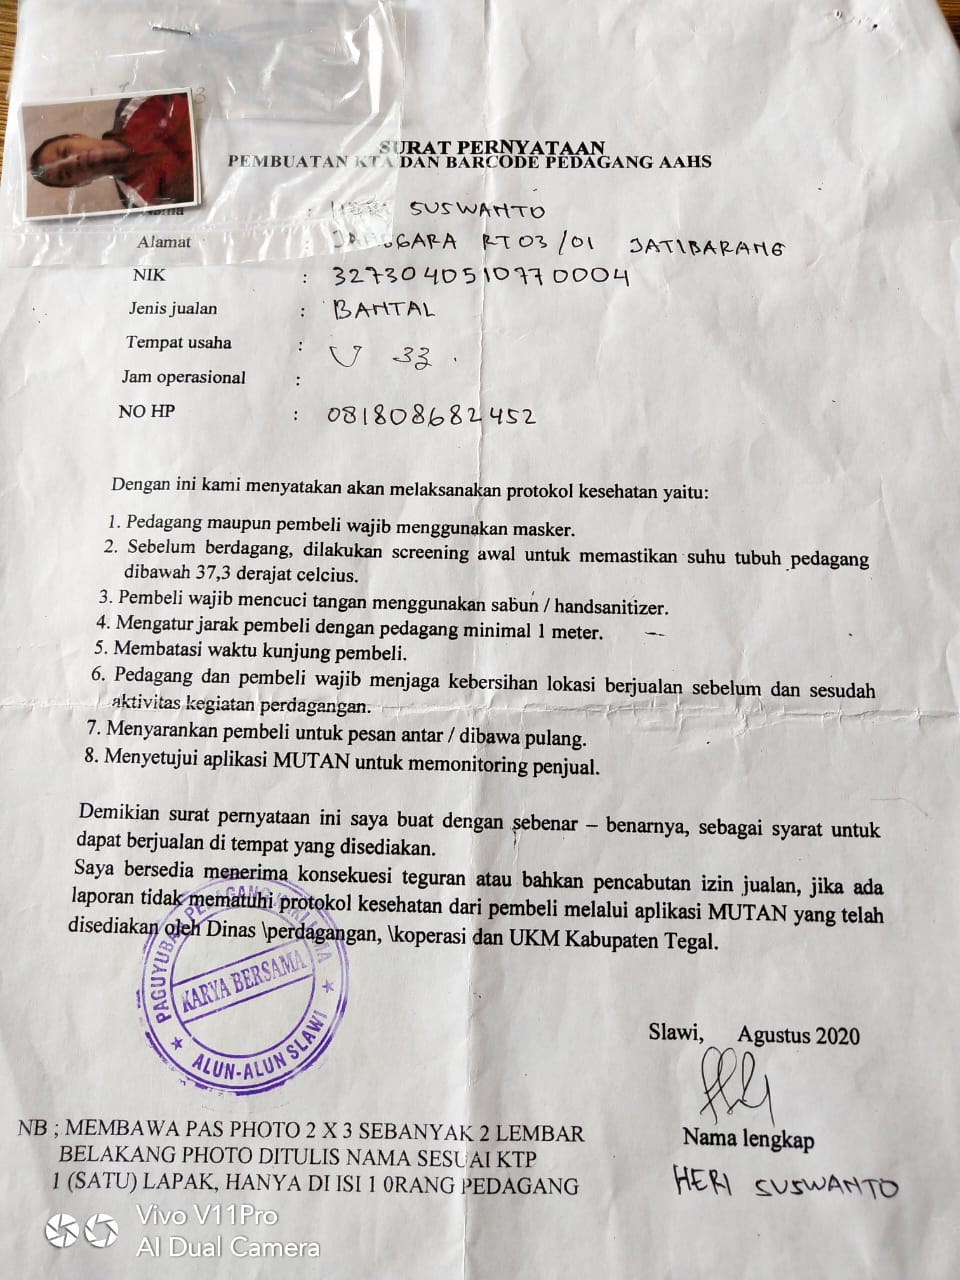 SURAT PERNYATAAN
PEMBUATAN KTA DAN BARCODE PEDAGANG AAHS
Nama : HERI SUSWANTO
Alamat : JANGGARA RT 03 / 01 JATIBARANG
NIK : 3273040510770004
Jenis jualan : BANTAL
Tempat usaha : U 33 .
Jam operasional :
NO HP : 081808682452
Dengan ini kami menyatakan akan melaksanakan protokol kesehatan yaitu:
1. Pedagang maupun pembeli wajib menggunakan masker.
2. Sebelum berdagang, dilakukan screening awal untuk memastikan suhu tubuh pedagang
dibawah 37,3 derajat celcius.
3. Pembeli wajib mencuci tangan menggunakan sabun / handsanitizer.
4. Mengatur jarak pembeli dengan pedagang minimal 1 meter.
5. Membatasi waktu kunjung pembeli.
6. Pedagang dan pembeli wajib menjaga kebersihan lokasi berjualan sebelum dan sesudah
aktivitas kegiatan perdagangan.
7. Menyarankan pembeli untuk pesan antar / dibawa pulang.
8. Menyetujui aplikasi MUTAN untuk memonitoring penjual.
Demikian surat pernyataan ini saya buat dengan sebenar – benarnya, sebagai syarat untuk
dapat berjualan di tempat yang disediakan.
Saya bersedia menerima konsekuesi teguran atau bahkan pencabutan izin jualan, jika ada
laporan tidak mematuhi protokol kesehatan dari pembeli melalui aplikasi MUTAN yang telah
disediakan oleh Dinas \perdagangan, \koperasi dan UKM Kabupaten Tegal.
PAGUYUBAN PEDAGANG KAKI LIMA
KARYA BERSAMA
ALUN-ALUN SLAWI
Slawi, Agustus 2020
Nama lengkap
HERI SUSWANTO
NB ; MEMBAWA PAS PHOTO 2 X 3 SEBANYAK 2 LEMBAR
BELAKANG PHOTO DITULIS NAMA SESUAI KTP
1 (SATU) LAPAK, HANYA DI ISI 1 0RANG PEDAGANG
Vivo V11Pro
AI Dual Camera